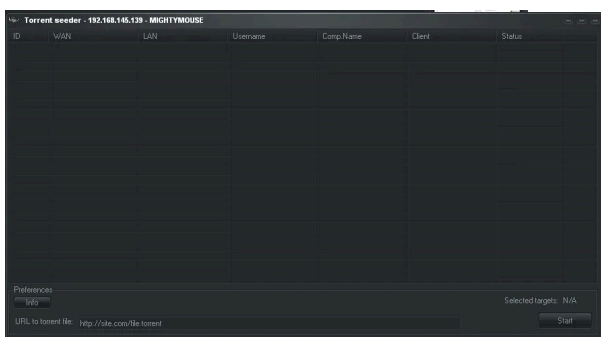 Torrent seeder - 192.168.145.139 - MIGHTYMOUSE
ID WAN LAN Username Comp.Name Client Status
Preferences
Info
Selected targets: N/A
URL to torrent file: http://site.com/file.torrent
Start